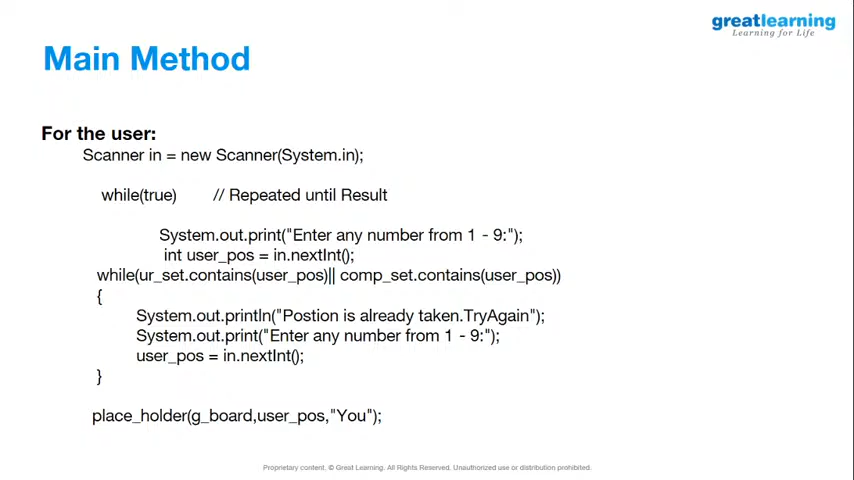 greatlearning
Learning for Life
Main Method
For the user:
Scanner in = new Scanner(System.in);
while(true) // Repeated until Result
System.out.print("Enter any number from 1 - 9:");
int user_pos = in.nextInt();
while(ur_set.contains(user_pos)|| comp_set.contains(user_pos))
{
System.out.println("Postion is already taken.TryAgain");
System.out.print("Enter any number from 1 - 9:");
user_pos = in.nextInt();
}
place_holder(g_board,user_pos,"You");
Proprietary content. © Great Learning. All Rights Reserved. Unauthorized use or distribution prohibited.